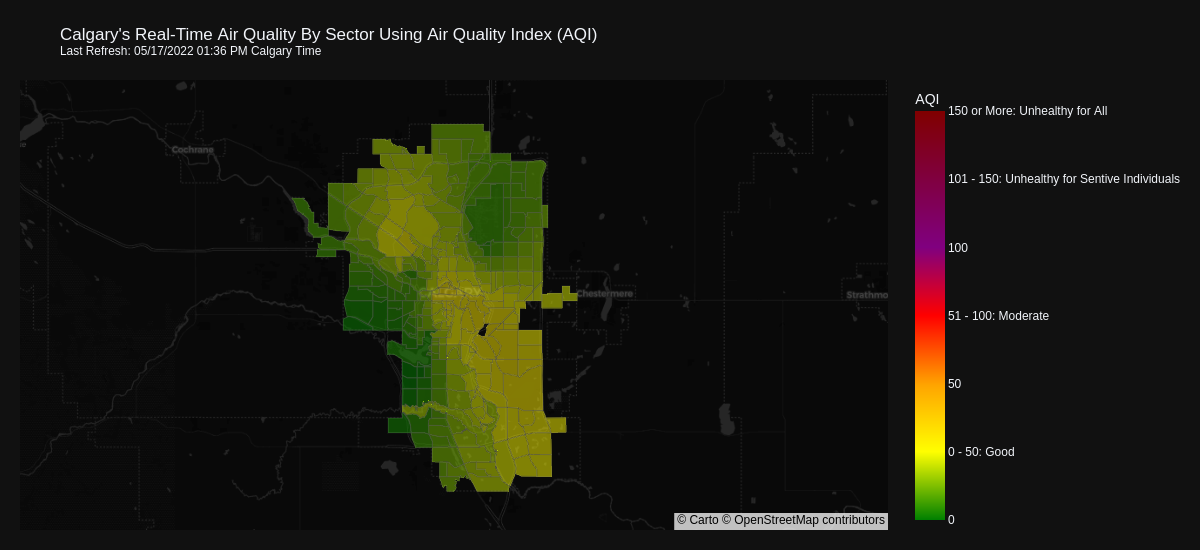 Calgary's Real-Time Air Quality By Sector Using Air Quality Index (AQI)
Last Refresh: 05/17/2022 01:36 PM Calgary Time
AQI
150 or More: Unhealthy for All
Cochrane
101 - 150: Unhealthy for Sentive Individuals
100
Chestermere
Strathmo
51 - 100: Moderate
50
0 - 50: Good
0
© Carto © OpenStreetMap contributors